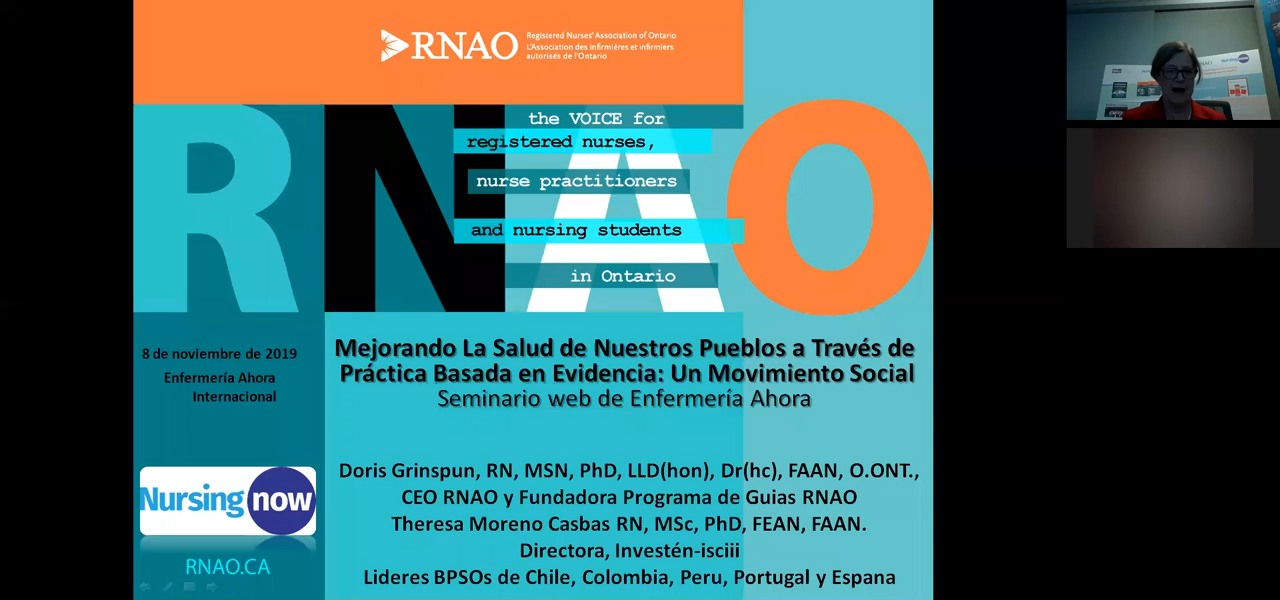 RNAO
Registered Nurses' Association of Ontario
L'Association des infirmières et infirmiers
autorisés de l'Ontario
RNAO
the VOICE for
registered nurses,
nurse practitioners
and nursing students
in Ontario
8 de noviembre de 2019
Enfermería Ahora
Internacional
Mejorando La Salud de Nuestros Pueblos a Través de
Práctica Basada en Evidencia: Un Movimiento Social
Seminario web de Enfermería Ahora
Nursing now
RNAO.CA
Doris Grinspun, RN, MSN, PhD, LLD(hon), Dr(hc), FAAN, O.ONT.,
CEO RNAO y Fundadora Programa de Guias RNAO
Theresa Moreno Casbas RN, MSc, PhD, FEAN, FAAN.
Directora, Investén-isciii
Lideres BPSOs de Chile, Colombia, Peru, Portugal y Espana